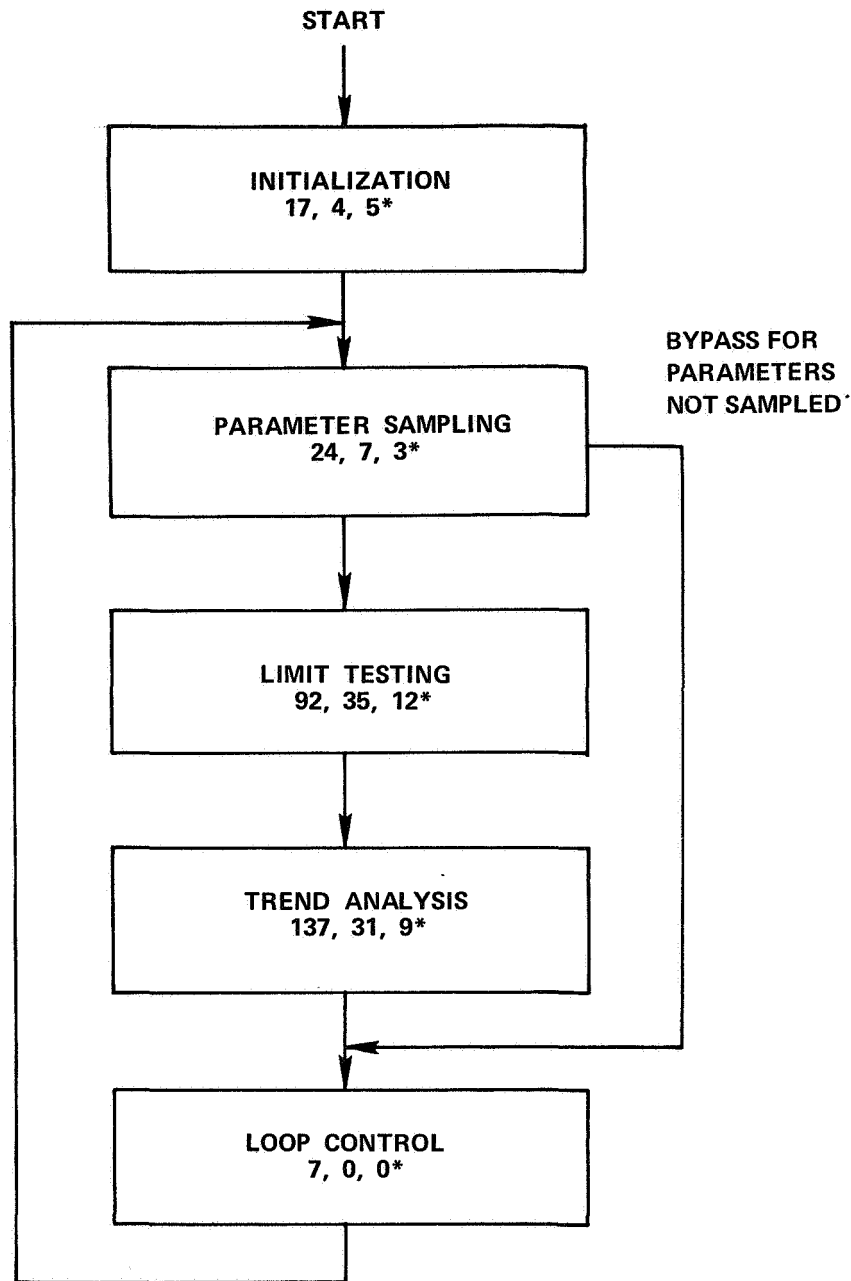 START
INITIALIZATION
17, 4, 5*
BYPASS FOR
PARAMETERS
NOT SAMPLED
PARAMETER SAMPLING
24, 7, 3*
LIMIT TESTING
92, 35, 12*
TREND ANALYSIS
137, 31, 9*
LOOP CONTROL
7, 0, 0*